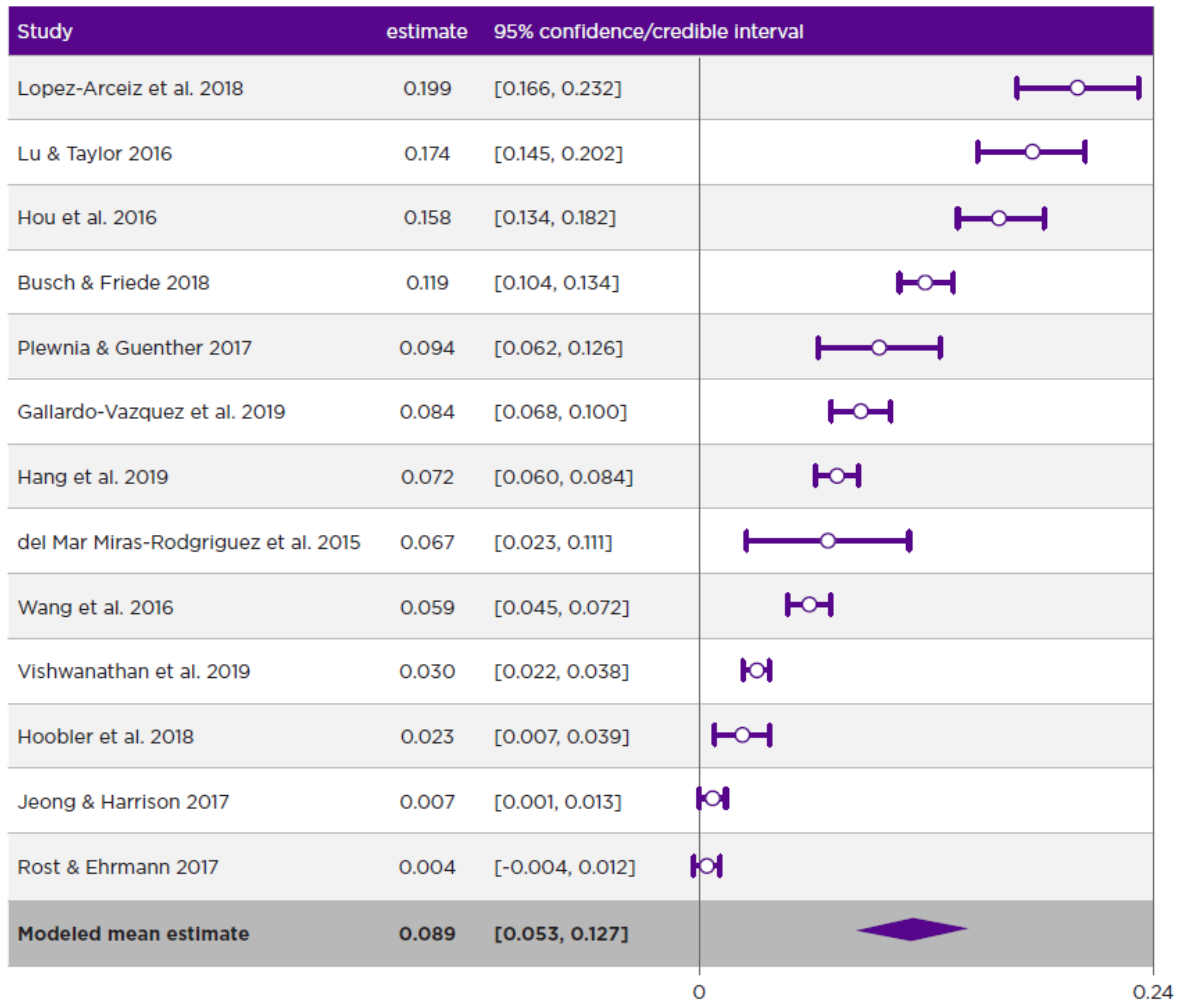 Study estimate 95% confidence/credible interval
Lopez-Arceiz et al. 2018 0.199 [0.166, 0.232]
Lu & Taylor 2016 0.174 [0.145, 0.202]
Hou et al. 2016 0.158 [0.134, 0.182]
Busch & Friede 2018 0.119 [0.104, 0.134]
Plewnia & Guenther 2017 0.094 [0.062, 0.126]
Gallardo-Vazquez et al. 2019 0.084 [0.068, 0.100]
Hang et al. 2019 0.072 [0.060, 0.084]
del Mar Miras-Rodgriguez et al. 2015 0.067 [0.023, 0.111]
Wang et al. 2016 0.059 [0.045, 0.072]
Vishwanathan et al. 2019 0.030 [0.022, 0.038]
Hoobler et al. 2018 0.023 [0.007, 0.039]
Jeong & Harrison 2017 0.007 [0.001, 0.013]
Rost & Ehrmann 2017 0.004 [-0.004, 0.012]
Modeled mean estimate 0.089 [0.053, 0.127]
0 0.24